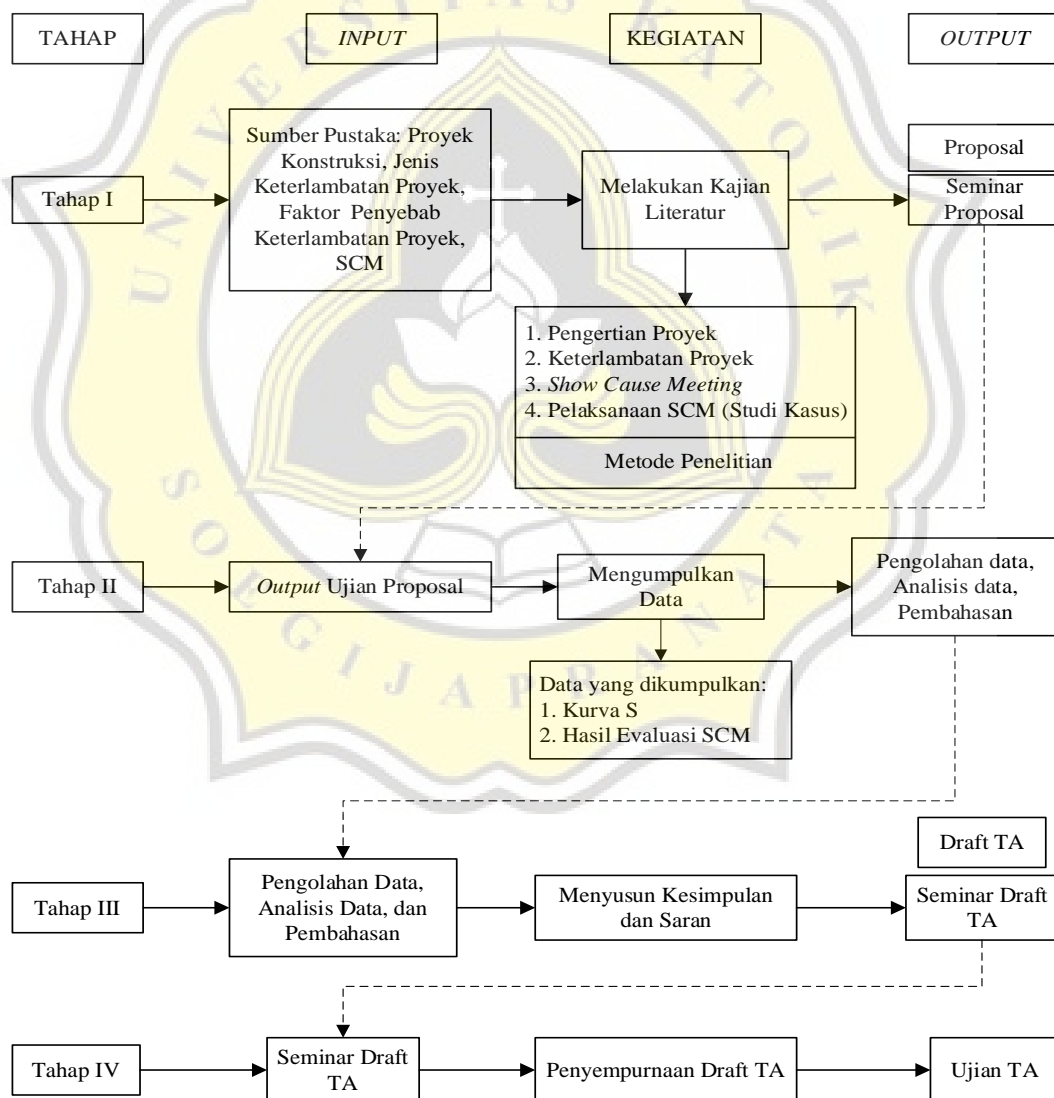 UNIVERSITAS KATOLIK
SOEGIJAPRANATA
TAHAP
INPUT
KEGIATAN
OUTPUT
Tahap I
Sumber Pustaka: Proyek
Konstruksi, Jenis
Keterlambatan Proyek,
Faktor Penyebab
Keterlambatan Proyek,
SCM
Melakukan Kajian
Literatur
Proposal
Seminar
Proposal
1. Pengertian Proyek
2. Keterlambatan Proyek
3. Show Cause Meeting
4. Pelaksanaan SCM (Studi Kasus)
Metode Penelitian
Tahap II
Output Ujian Proposal
Mengumpulkan
Data
Pengolahan data,
Analisis data,
Pembahasan
Data yang dikumpulkan:
1. Kurva S
2. Hasil Evaluasi SCM
Tahap III
Pengolahan Data,
Analisis Data, dan
Pembahasan
Menyusun Kesimpulan
dan Saran
Draft TA
Seminar Draft
TA
Tahap IV
Seminar Draft
TA
Penyempurnaan Draft TA
Ujian TA